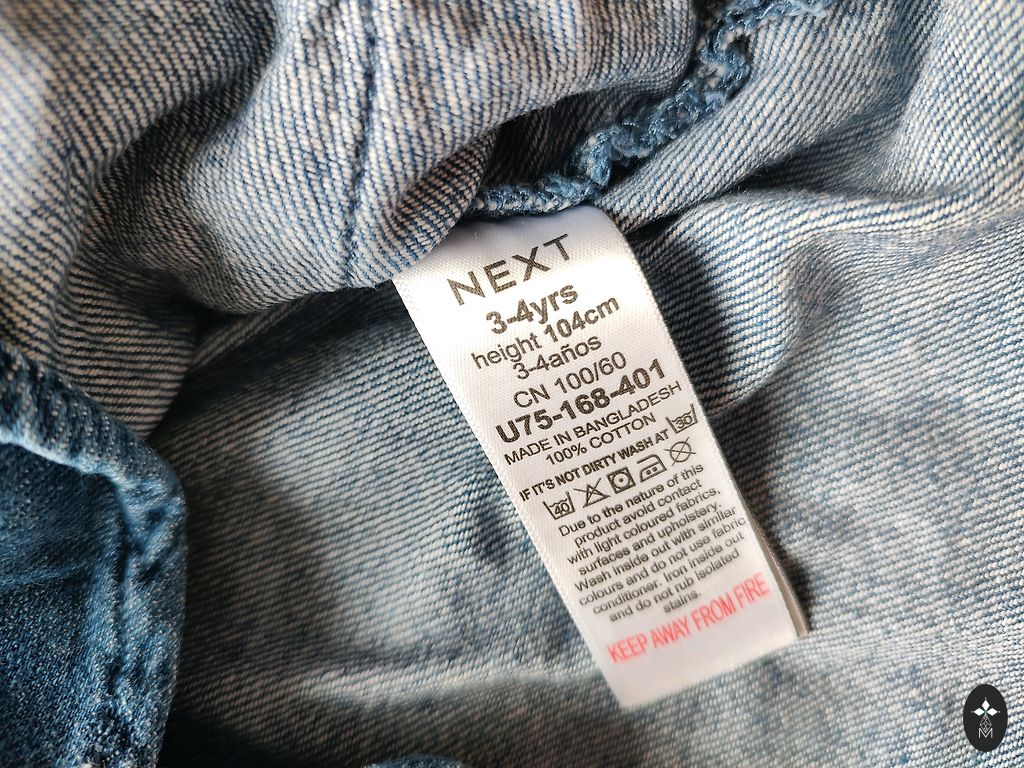 NEXT
3-4yrs
height 104cm
3-4años
CN 100/60
U75-168-401
MADE IN BANGLADESH
100% COTTON
IF IT'S NOT DIRTY WASH AT 30
40
Due to the nature of this
product avoid contact
with light coloured fabrics,
surfaces and upholstery.
Wash inside out with similar
colours and do not use fabric
conditioner. Iron inside out
and do not rub isolated
stains.
KEEP AWAY FROM FIRE
M